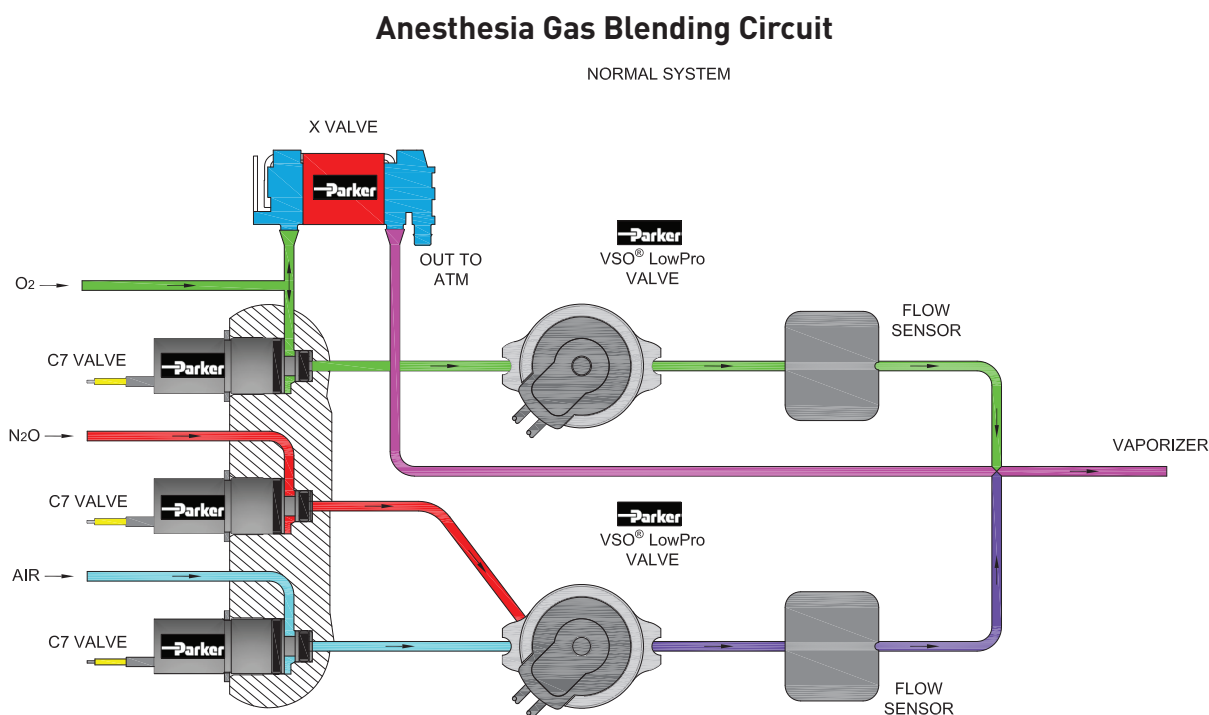 Anesthesia Gas Blending Circuit
NORMAL SYSTEM
X VALVE
Parker
OUT TO
ATM
Parker
VSO® LowPro
VALVE
O2
FLOW
SENSOR
C7 VALVE
Parker
N2O
VAPORIZER
C7 VALVE
Parker
Parker
VSO® LowPro
VALVE
AIR
C7 VALVE
Parker
FLOW
SENSOR